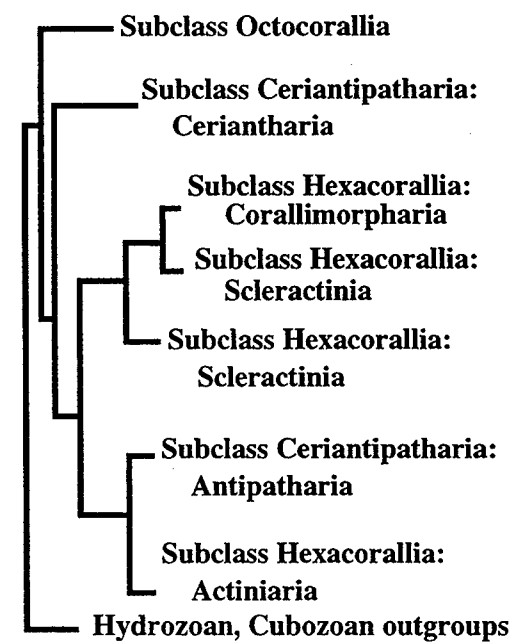 Subclass Octocorallia
Subclass Ceriantipatharia:
Ceriantharia
Subclass Hexacorallia:
Corallimorpharia
Subclass Hexacorallia:
Scleractinia
Subclass Hexacorallia:
Scleractinia
Subclass Ceriantipatharia:
Antipatharia
Subclass Hexacorallia:
Actiniaria
Hydrozoan, Cubozoan outgroups